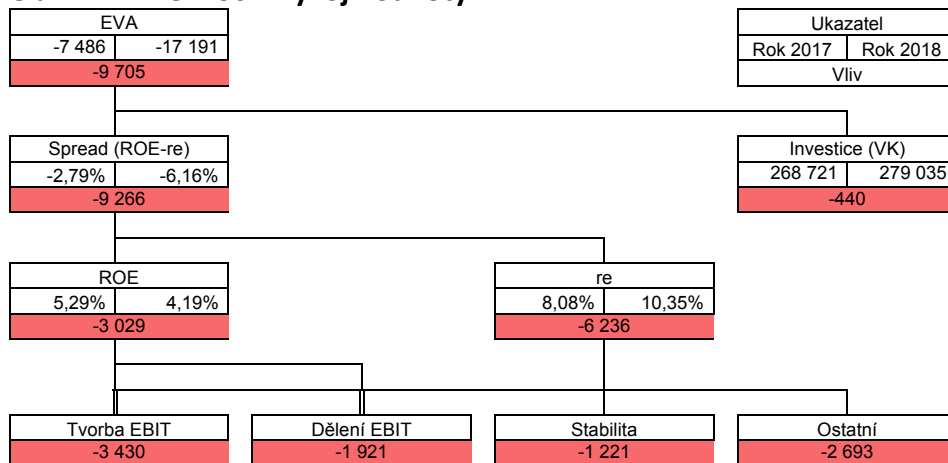 EVA
-7 486 -17 191
-9 705
Ukazatel
Rok 2017 Rok 2018
Vliv
Spread (ROE-re)
-2,79% -6,16%
-9 266
Investice (VK)
268 721 279 035
-440
ROE
5,29% 4,19%
-3 029
re
8,08% 10,35%
-6 236
Tvorba EBIT
-3 430
Dělení EBIT
-1 921
Stabilita
-1 221
Ostatní
-2 693